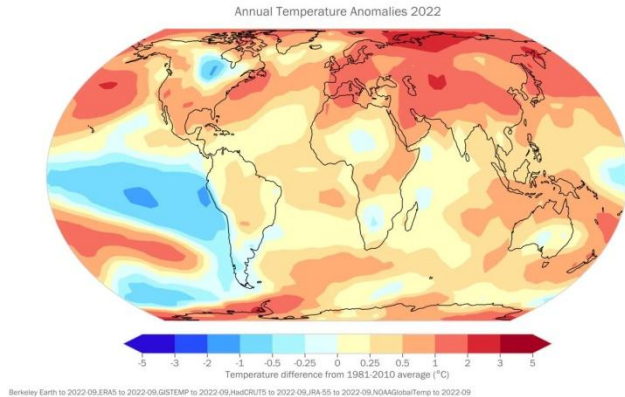 Annual Temperature Anomalies 2022
-5 -3 -2 -1 -0.5 -0.25 0 0.25 0.5 1 2 3 5
Temperature difference from 1981-2010 average (°C)
Berkeley Earth to 2022-09,ERA5 to 2022-09,GISTEMP to 2022-09,HadCRUT5 to 2022-09,JRA-55 to 2022-09,NOAAGlobalTemp to 2022-09